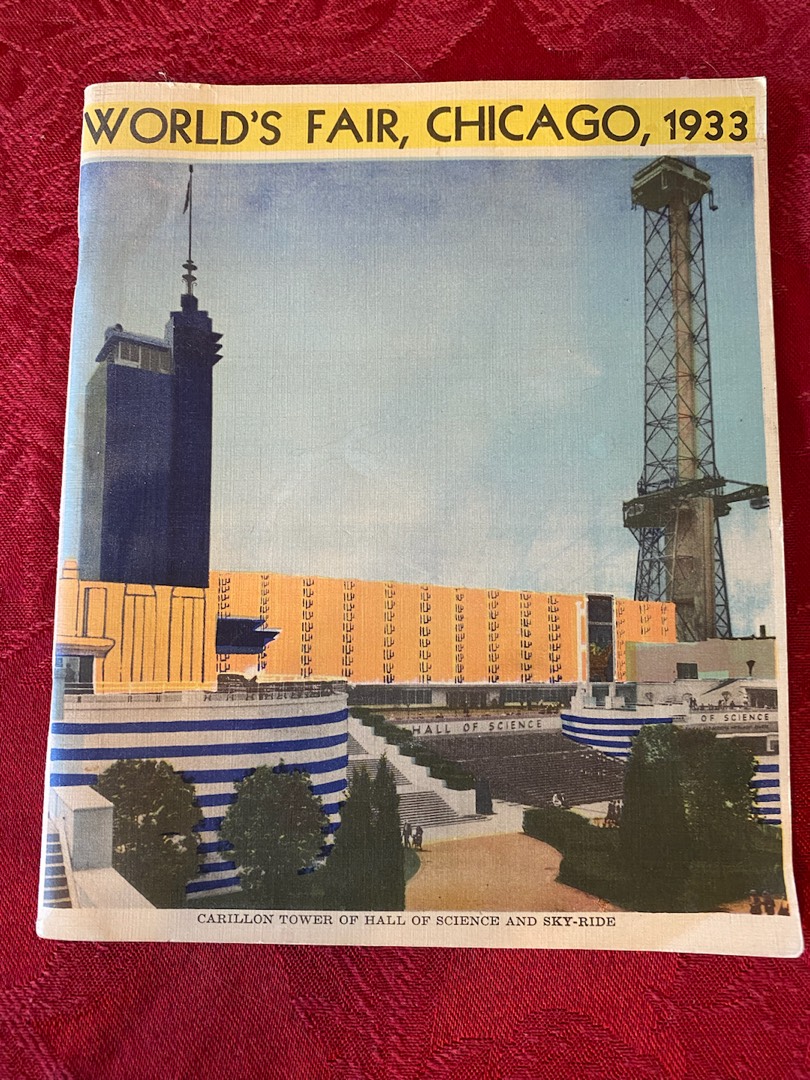 WORLD'S FAIR, CHICAGO, 1933
HALL OF SCIENCE
OF SCIENCE
CARILLON TOWER OF HALL OF SCIENCE AND SKY-RIDE